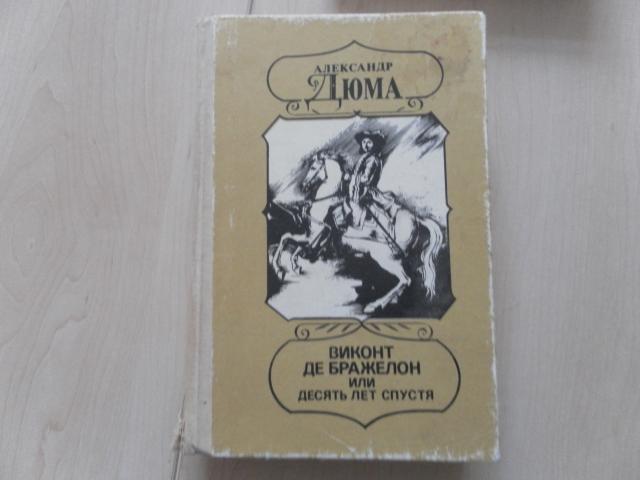 АЛЕКСАНДР
ДЮМА
ВИКОНТ
ДЕ БРАЖЕЛОН
ИЛИ
ДЕСЯТЬ ЛЕТ СПУСТЯ